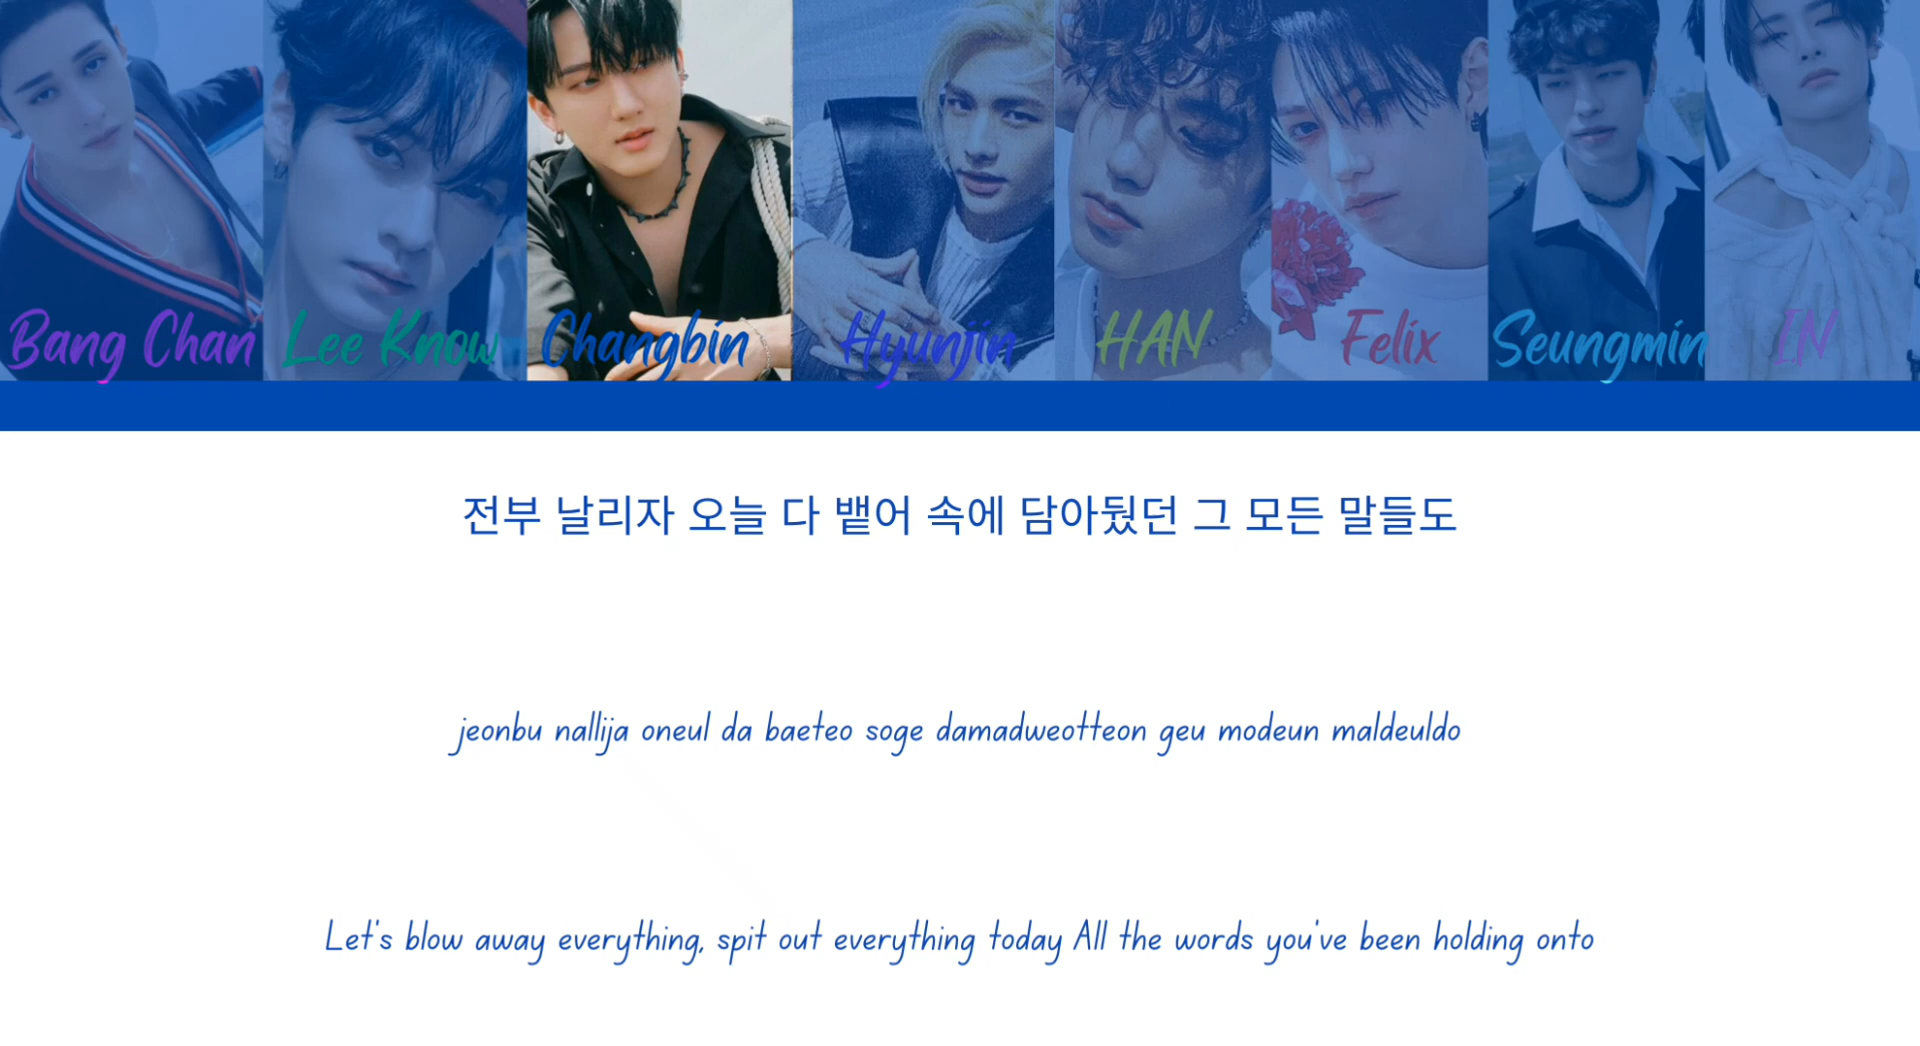 Bang Chan Lee Know Changbin Hyunjin HAN Felix Seungmin IN
전부 날리자 오늘 다 뱉어 속에 담아뒀던 그 모든 말들도
jeonbu nallija oneul da baeteo soge damadweotteon geu modeun maldeuldo
Let's blow away everything, spit out everything today All the words you've been holding onto